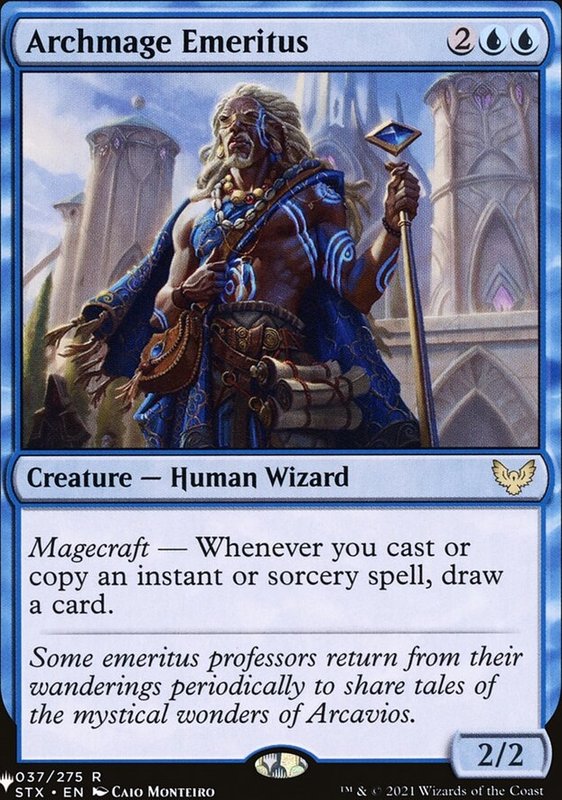 Archmage Emeritus 2
Creature — Human Wizard
Magecraft — Whenever you cast or
copy an instant or sorcery spell, draw
a card.
Some emeritus professors return from their
wanderings periodically to share tales of
the mystical wonders of Arcavios.
2/2
037/275 R
STX • EN CAIO MONTEIRO
™ & © 2021 Wizards of the Coast